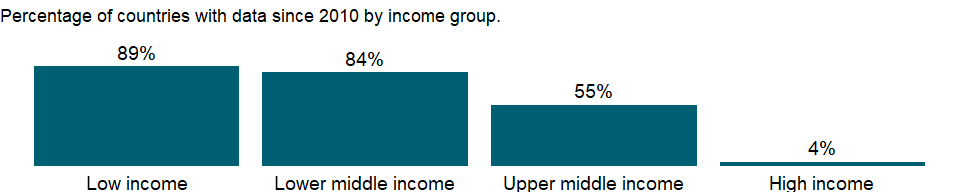 Percentage of countries with data since 2010 by income group.
89%
84%
55%
4%
Low income
Lower middle income
Upper middle income
High income